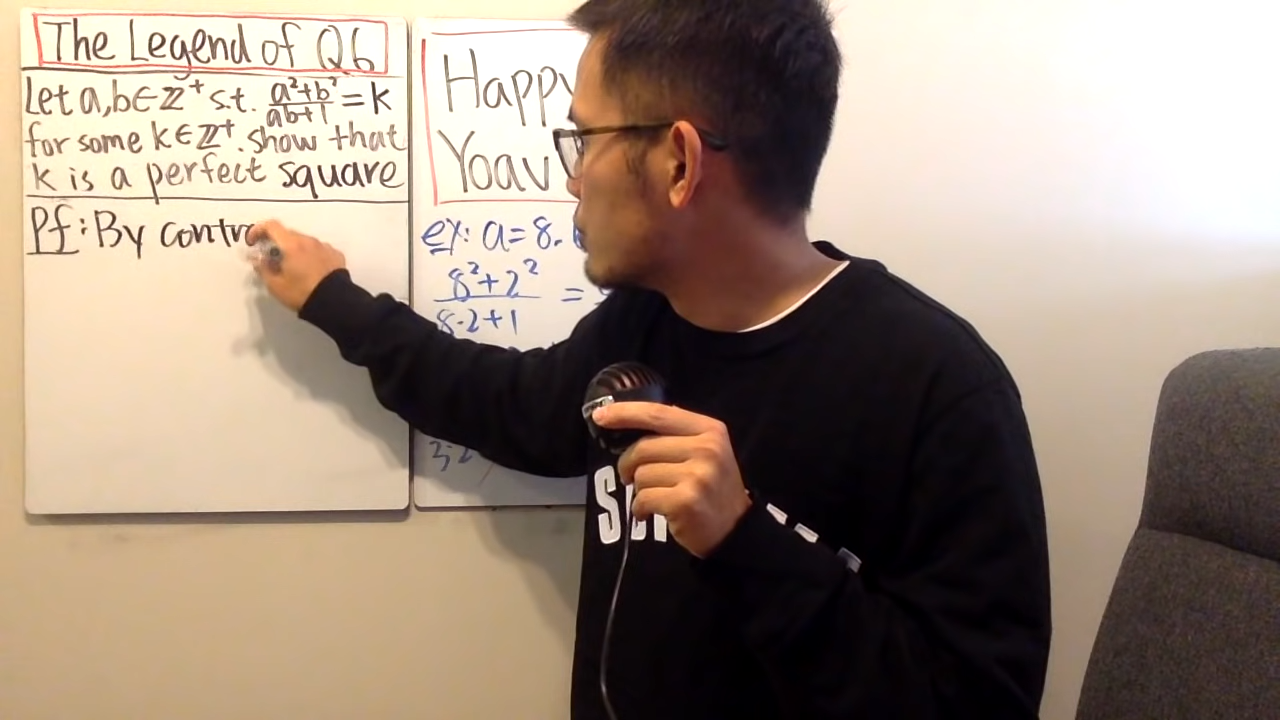 The Legend of Q6
Let a,b∈ℤ⁺ s.t. (a²+b²)/(ab+1) = k
for some k∈ℤ⁺. show that
k is a perfect square
Pf: By contra
Happy
Yoav
ex: a=8.
8²+2²
=
8·2+1